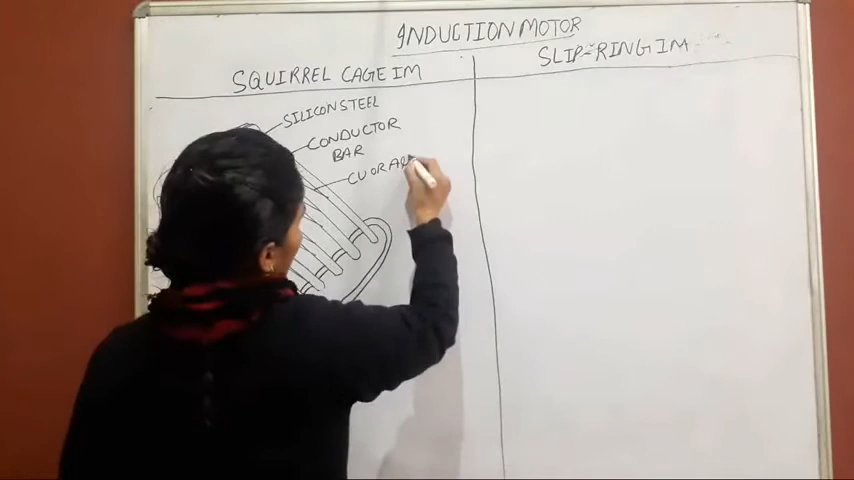 INDUCTION MOTOR
SQUIRREL CAGE IM
SLIP-RING IM
SILICON STEEL
CONDUCTOR
BAR
CU OR